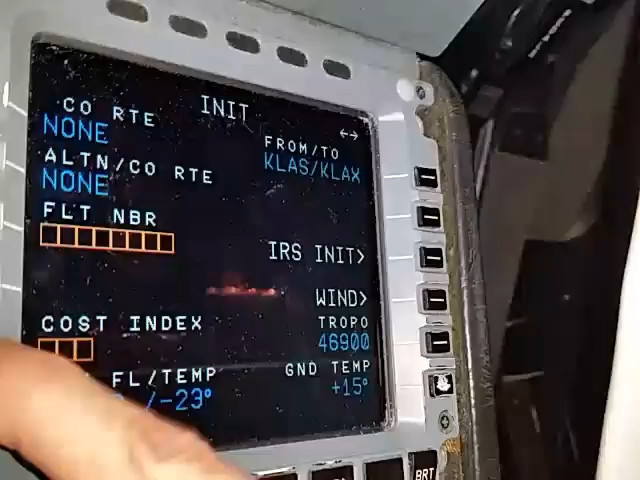 INIT
↔
CO RTE
NONE
FROM/TO
KLAS/KLAX
ALTN/CO RTE
NONE
FLT NBR
IRS INIT>
WIND>
COST INDEX
TROPO
46900
FL/TEMP
/-23°
GND TEMP
+15°
BRT